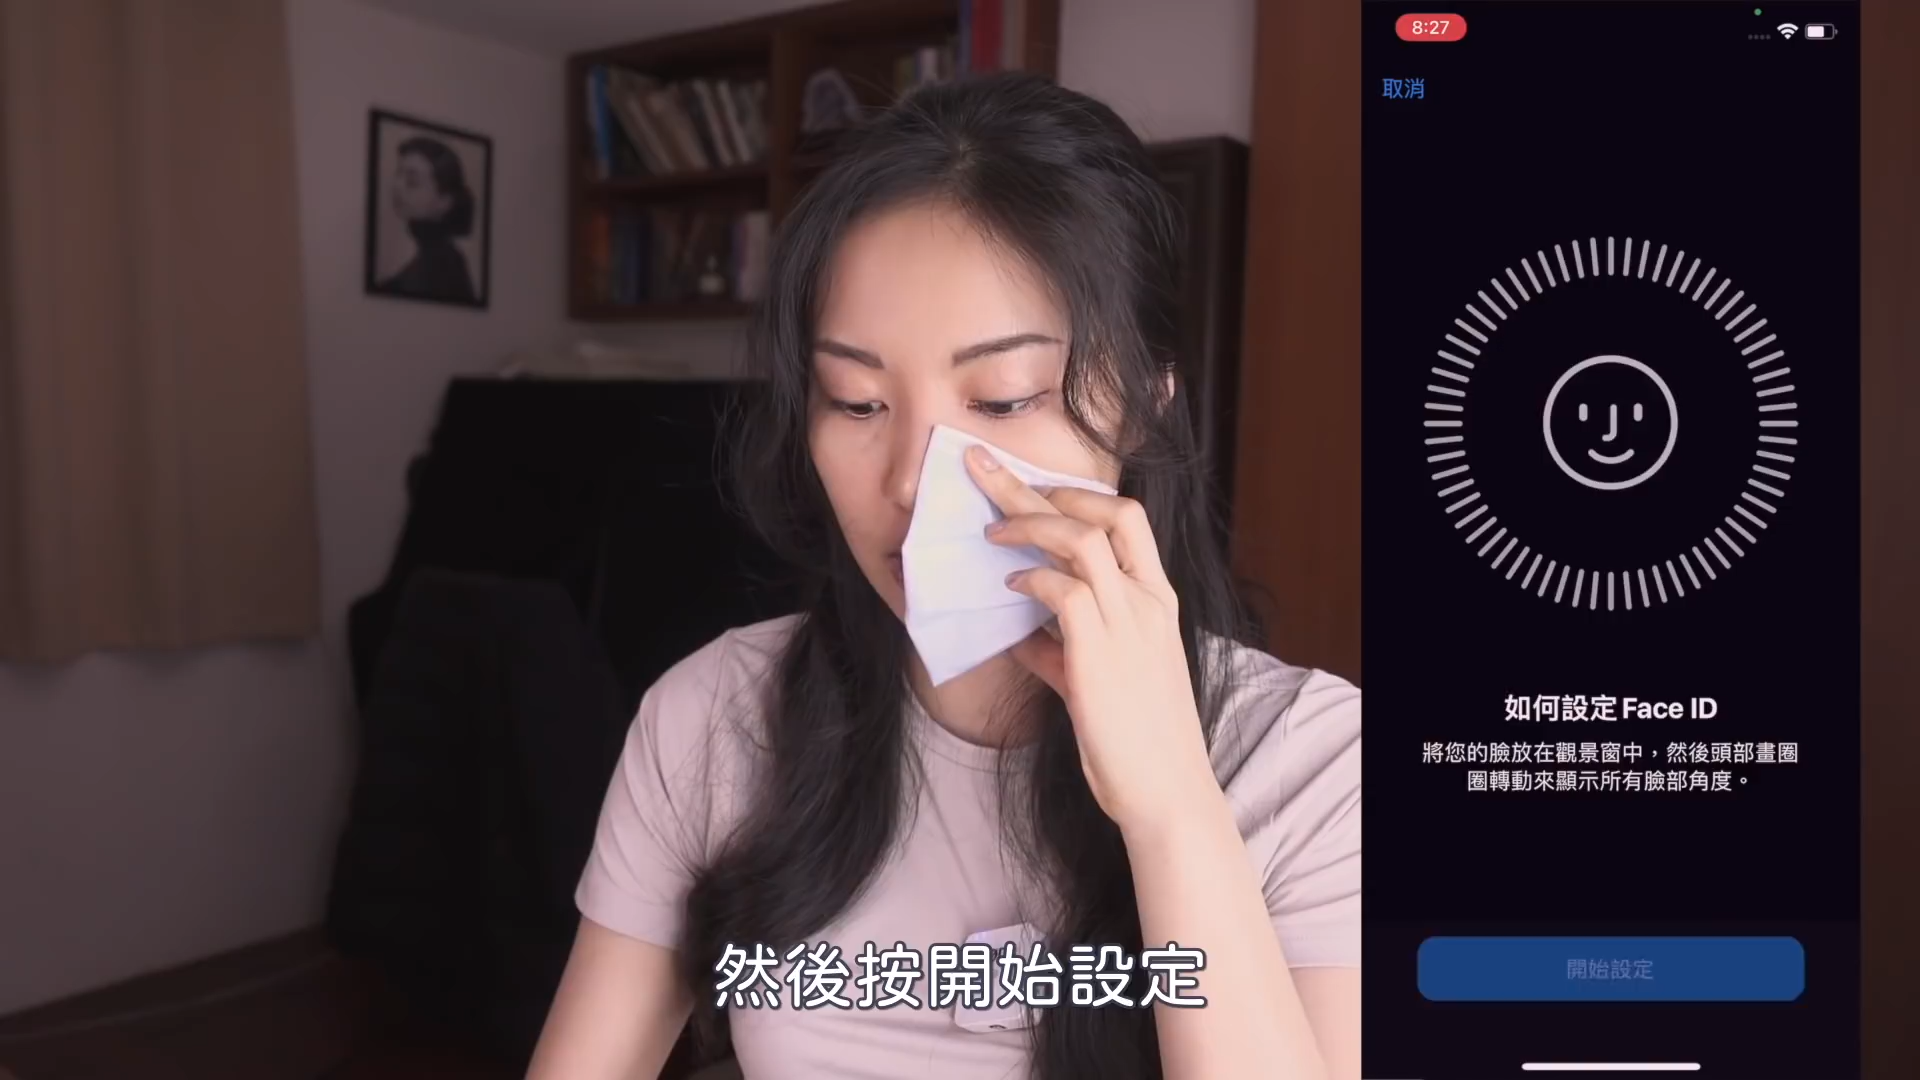 8:27
取消
如何設定 Face ID
將您的臉放在觀景窗中，然後頭部畫圈
圈轉動來顯示所有臉部角度。
開始設定
然後按開始設定